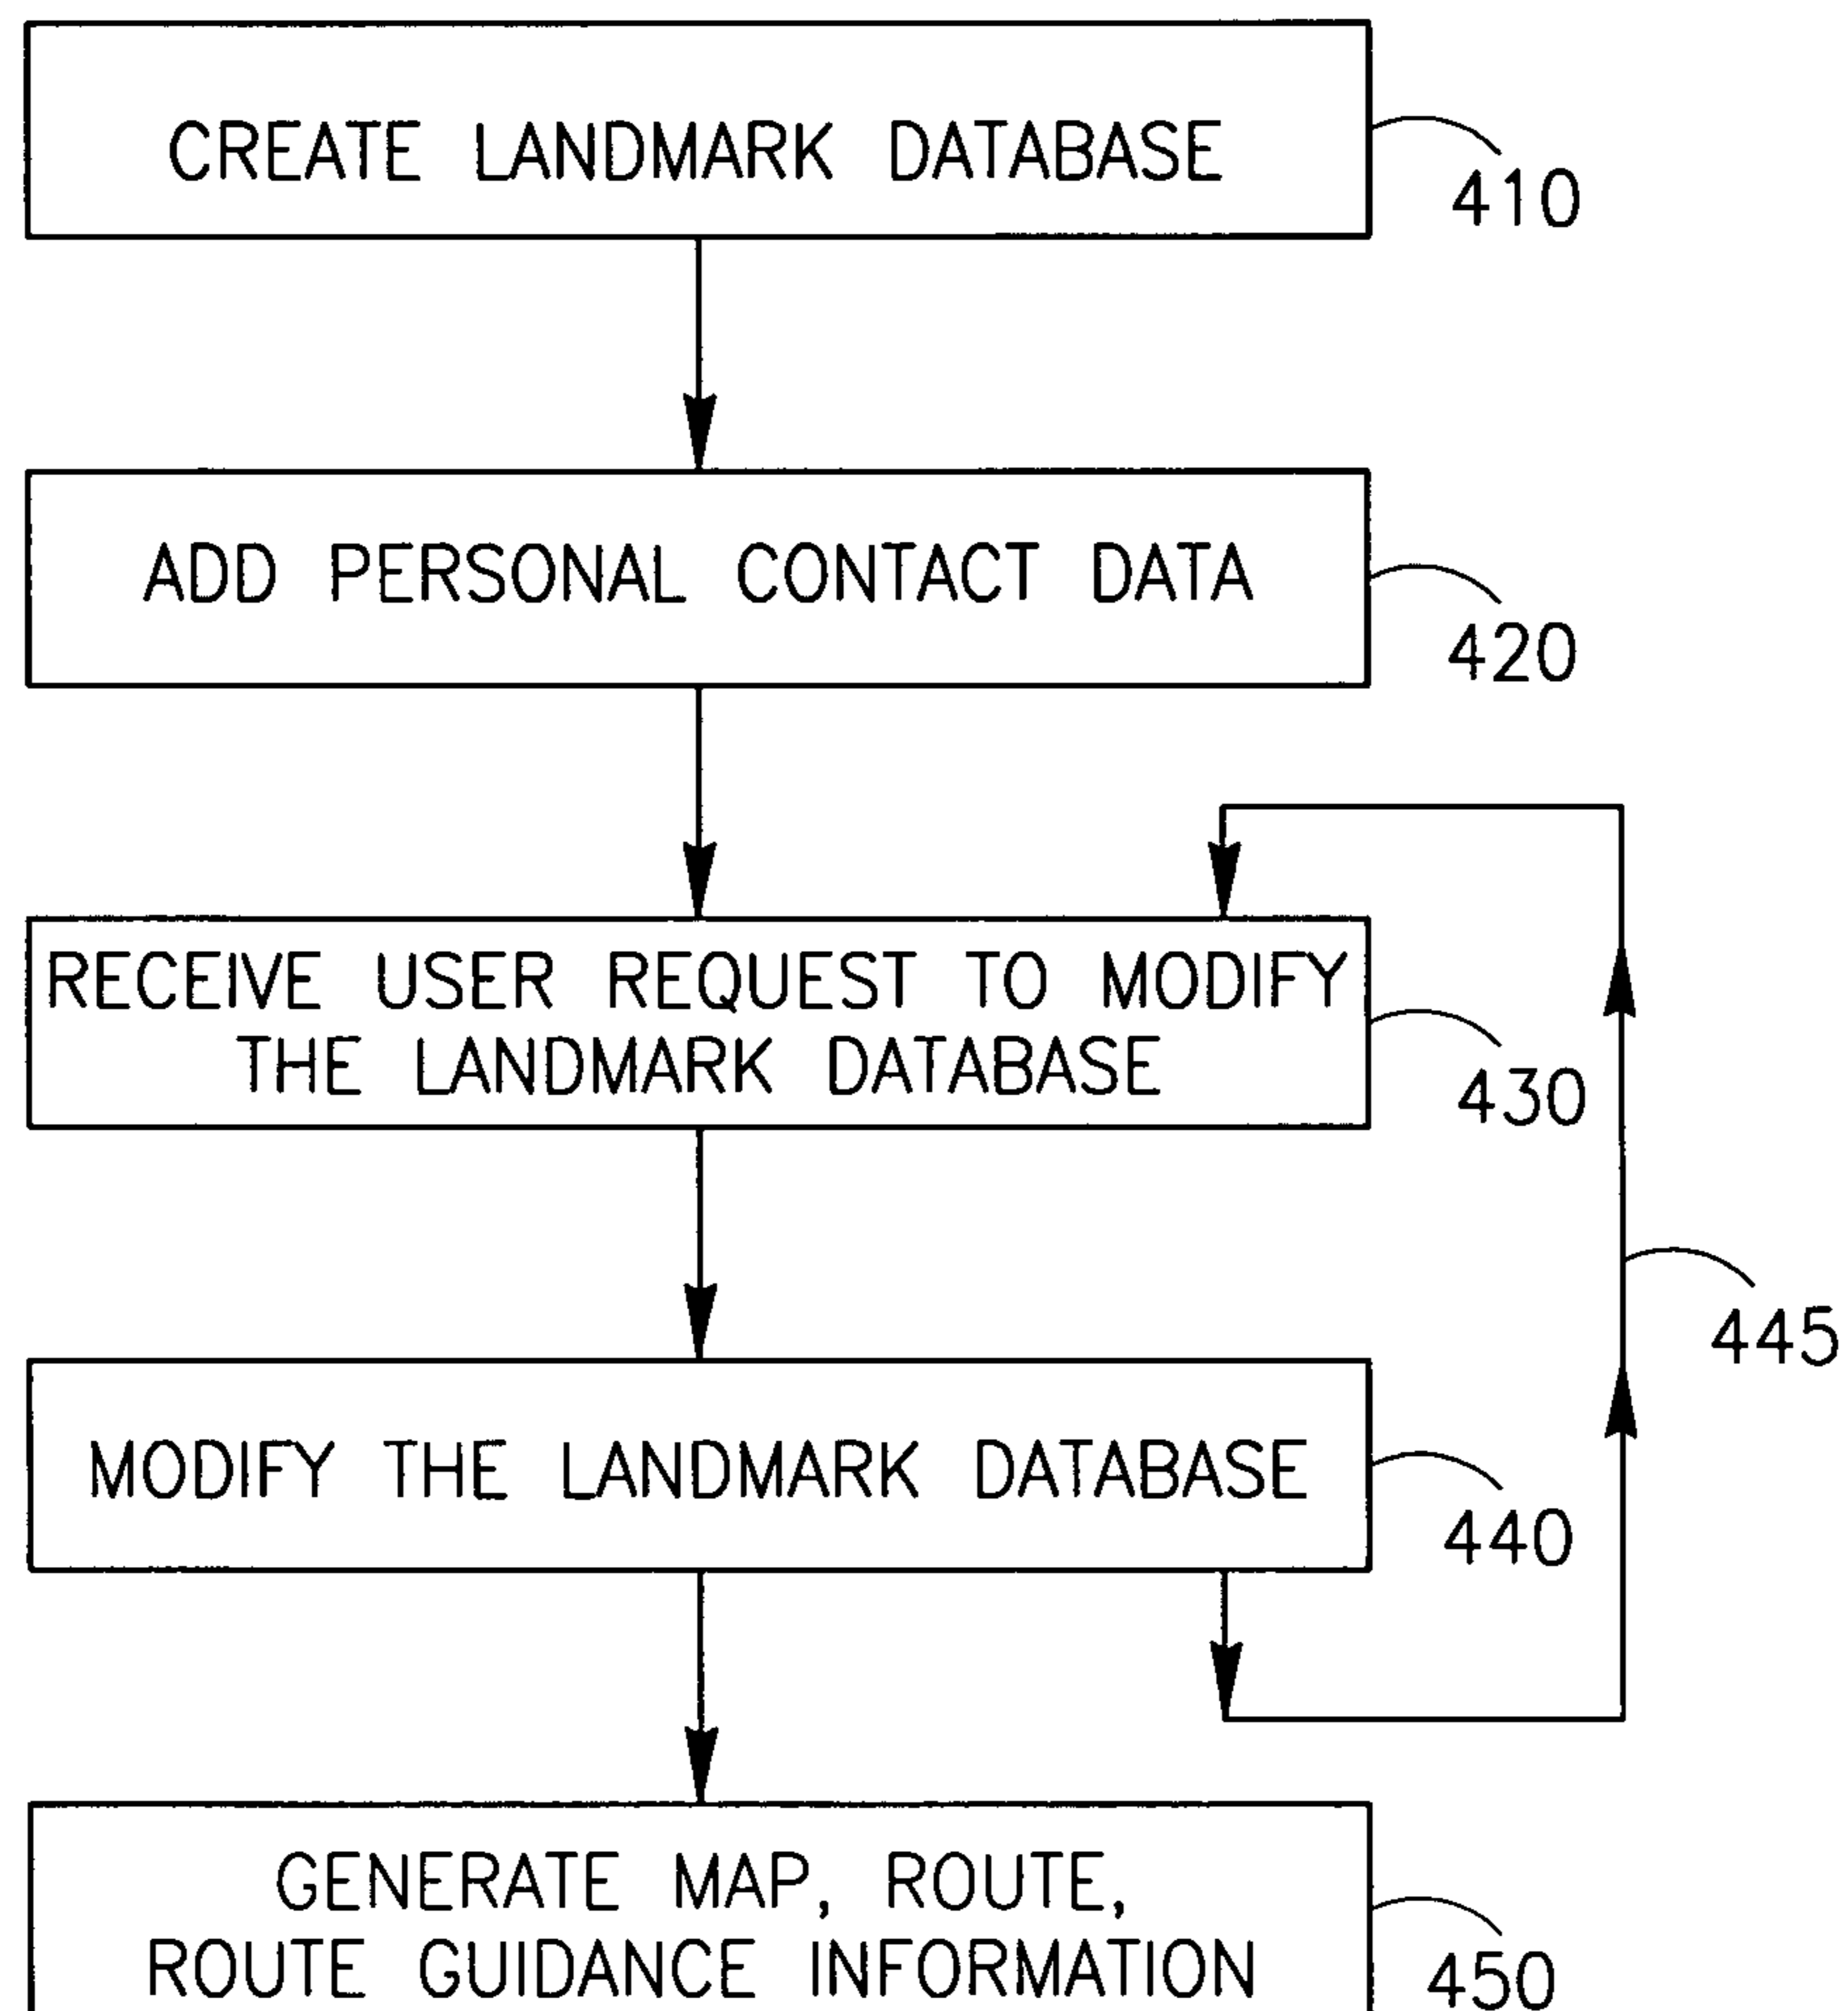 CREATE LANDMARK DATABASE
410
ADD PERSONAL CONTACT DATA
420
RECEIVE USER REQUEST TO MODIFY
THE LANDMARK DATABASE
430
445
MODIFY THE LANDMARK DATABASE
440
GENERATE MAP, ROUTE,
ROUTE GUIDANCE INFORMATION
450